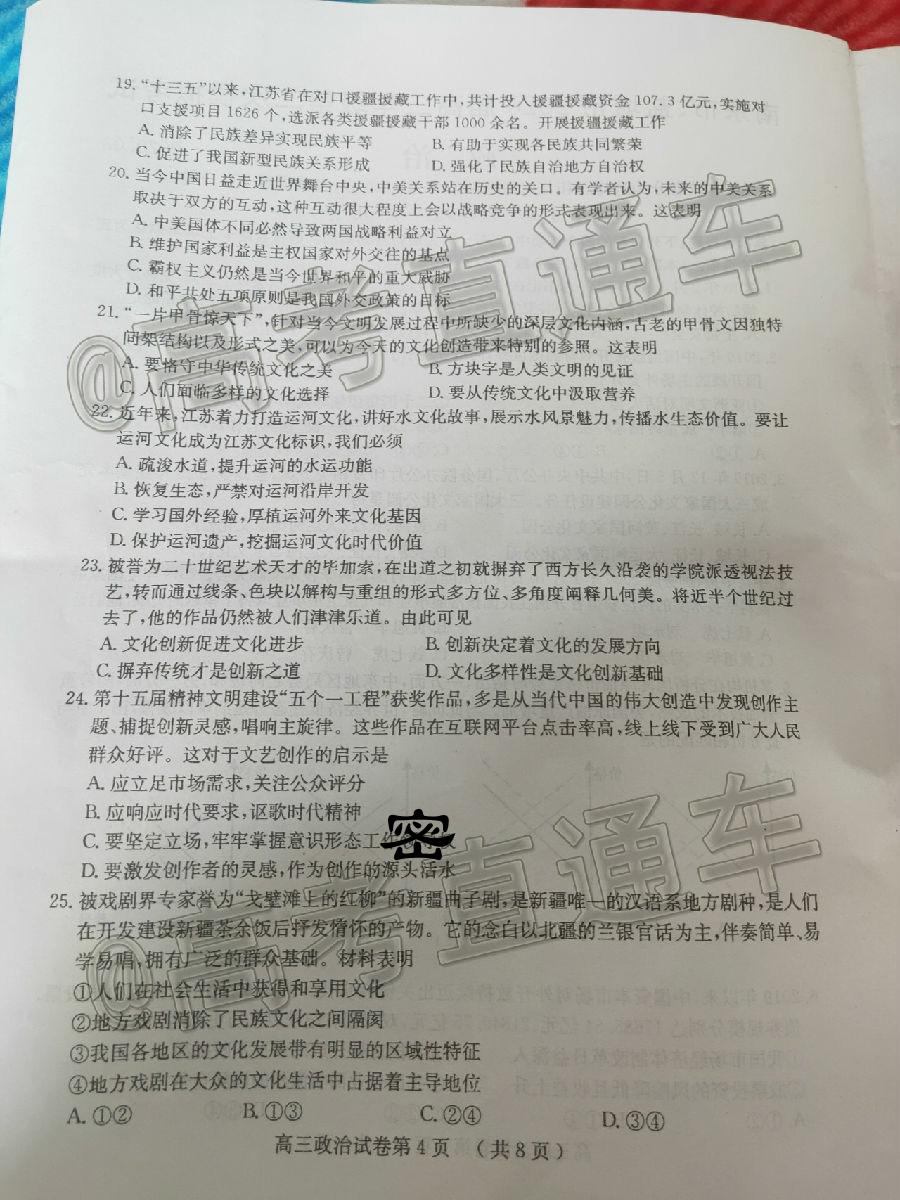 19. “十三五”以来,江苏省在对口援疆援藏工作中,共计投入援疆援藏资金107.3亿元,实施对
口支援项目1626个,选派各类援疆援藏干部1000余名。开展援疆援藏工作
A. 消除了民族差异实现民族平等 B. 有助于实现各民族共同繁荣
C. 促进了我国新型民族关系形成 D. 强化了民族自治地方自治权
20. 当今中国日益走近世界舞台中央,中美关系站在历史的关口。有学者认为,未来的中美关系
取决于双方的互动,这种互动很大程度上会以战略竞争的形式表现出来。这表明
A. 中美国体不同必然导致两国战略利益对立
B. 维护国家利益是主权国家对外交往的基点
C. 霸权主义仍然是当今世界和平的重大威胁
D. 和平共处五项原则是我国外交政策的目标
21. “一片甲骨惊天下”,针对当今文明发展过程中所缺少的深层文化内涵,古老的甲骨文因独特
间架结构以及形式之美,可以为今天的文化创造带来特别的参照。这表明
A. 要恪守中华传统文化之美 B. 方块字是人类文明的见证
C. 人们面临多样的文化选择 D. 要从传统文化中汲取营养
22. 近年来,江苏着力打造运河文化,讲好水文化故事,展示水风景魅力,传播水生态价值。要让
运河文化成为江苏文化标识,我们必须
A. 疏浚水道,提升运河的水运功能
B. 恢复生态,严禁对运河沿岸开发
C. 学习国外经验,厚植运河外来文化基因
D. 保护运河遗产,挖掘运河文化时代价值
23. 被誉为二十世纪艺术天才的毕加索,在出道之初就摒弃了西方长久沿袭的学院派透视法技
艺,转而通过线条、色块以解构与重组的形式多方位、多角度阐释几何美。将近半个世纪过
去了,他的作品仍然被人们津津乐道。由此可见
A. 文化创新促进文化进步 B. 创新决定着文化的发展方向
C. 摒弃传统才是创新之道 D. 文化多样性是文化创新基础
24. 第十五届精神文明建设“五个一工程”获奖作品,多是从当代中国的伟大创造中发现创作主
题、捕捉创新灵感,唱响主旋律。这些作品在互联网平台点击率高,线上线下受到广大人民
群众好评。这对于文艺创作的启示是
A. 应立足市场需求,关注公众评分
B. 应响应时代要求,讴歌时代精神
C. 要坚定立场,牢牢掌握意识形态工作
密
D. 要激发创作者的灵感,作为创作的源头活水
25. 被戏剧界专家誉为“戈壁滩上的红柳”的新疆曲子剧,是新疆唯一的汉语系地方剧种,是人们
在开发建设新疆茶余饭后抒发情怀的产物。它的念白以北疆的兰银官话为主,伴奏简单、易
学易唱,拥有广泛的群众基础。材料表明
①人们在社会生活中获得和享用文化
②地方戏剧消除了民族文化之间隔阂
③我国各地区的文化发展带有明显的区域性特征
④地方戏剧在大众的文化生活中占据着主导地位
A. ①② B. ①③ C. ②④ D. ③④
高三政治试卷第4页 (共8页)
@高考直通车
@高考直通车